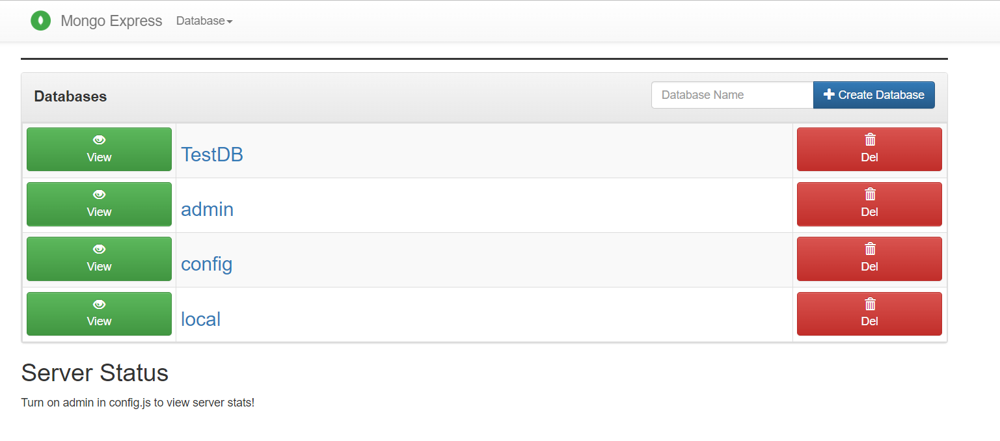 Mongo Express Database
Databases
Database Name
Create Database
View
TestDB
Del
View
admin
Del
View
config
Del
View
local
Del
Server Status
Turn on admin in config.js to view server stats!